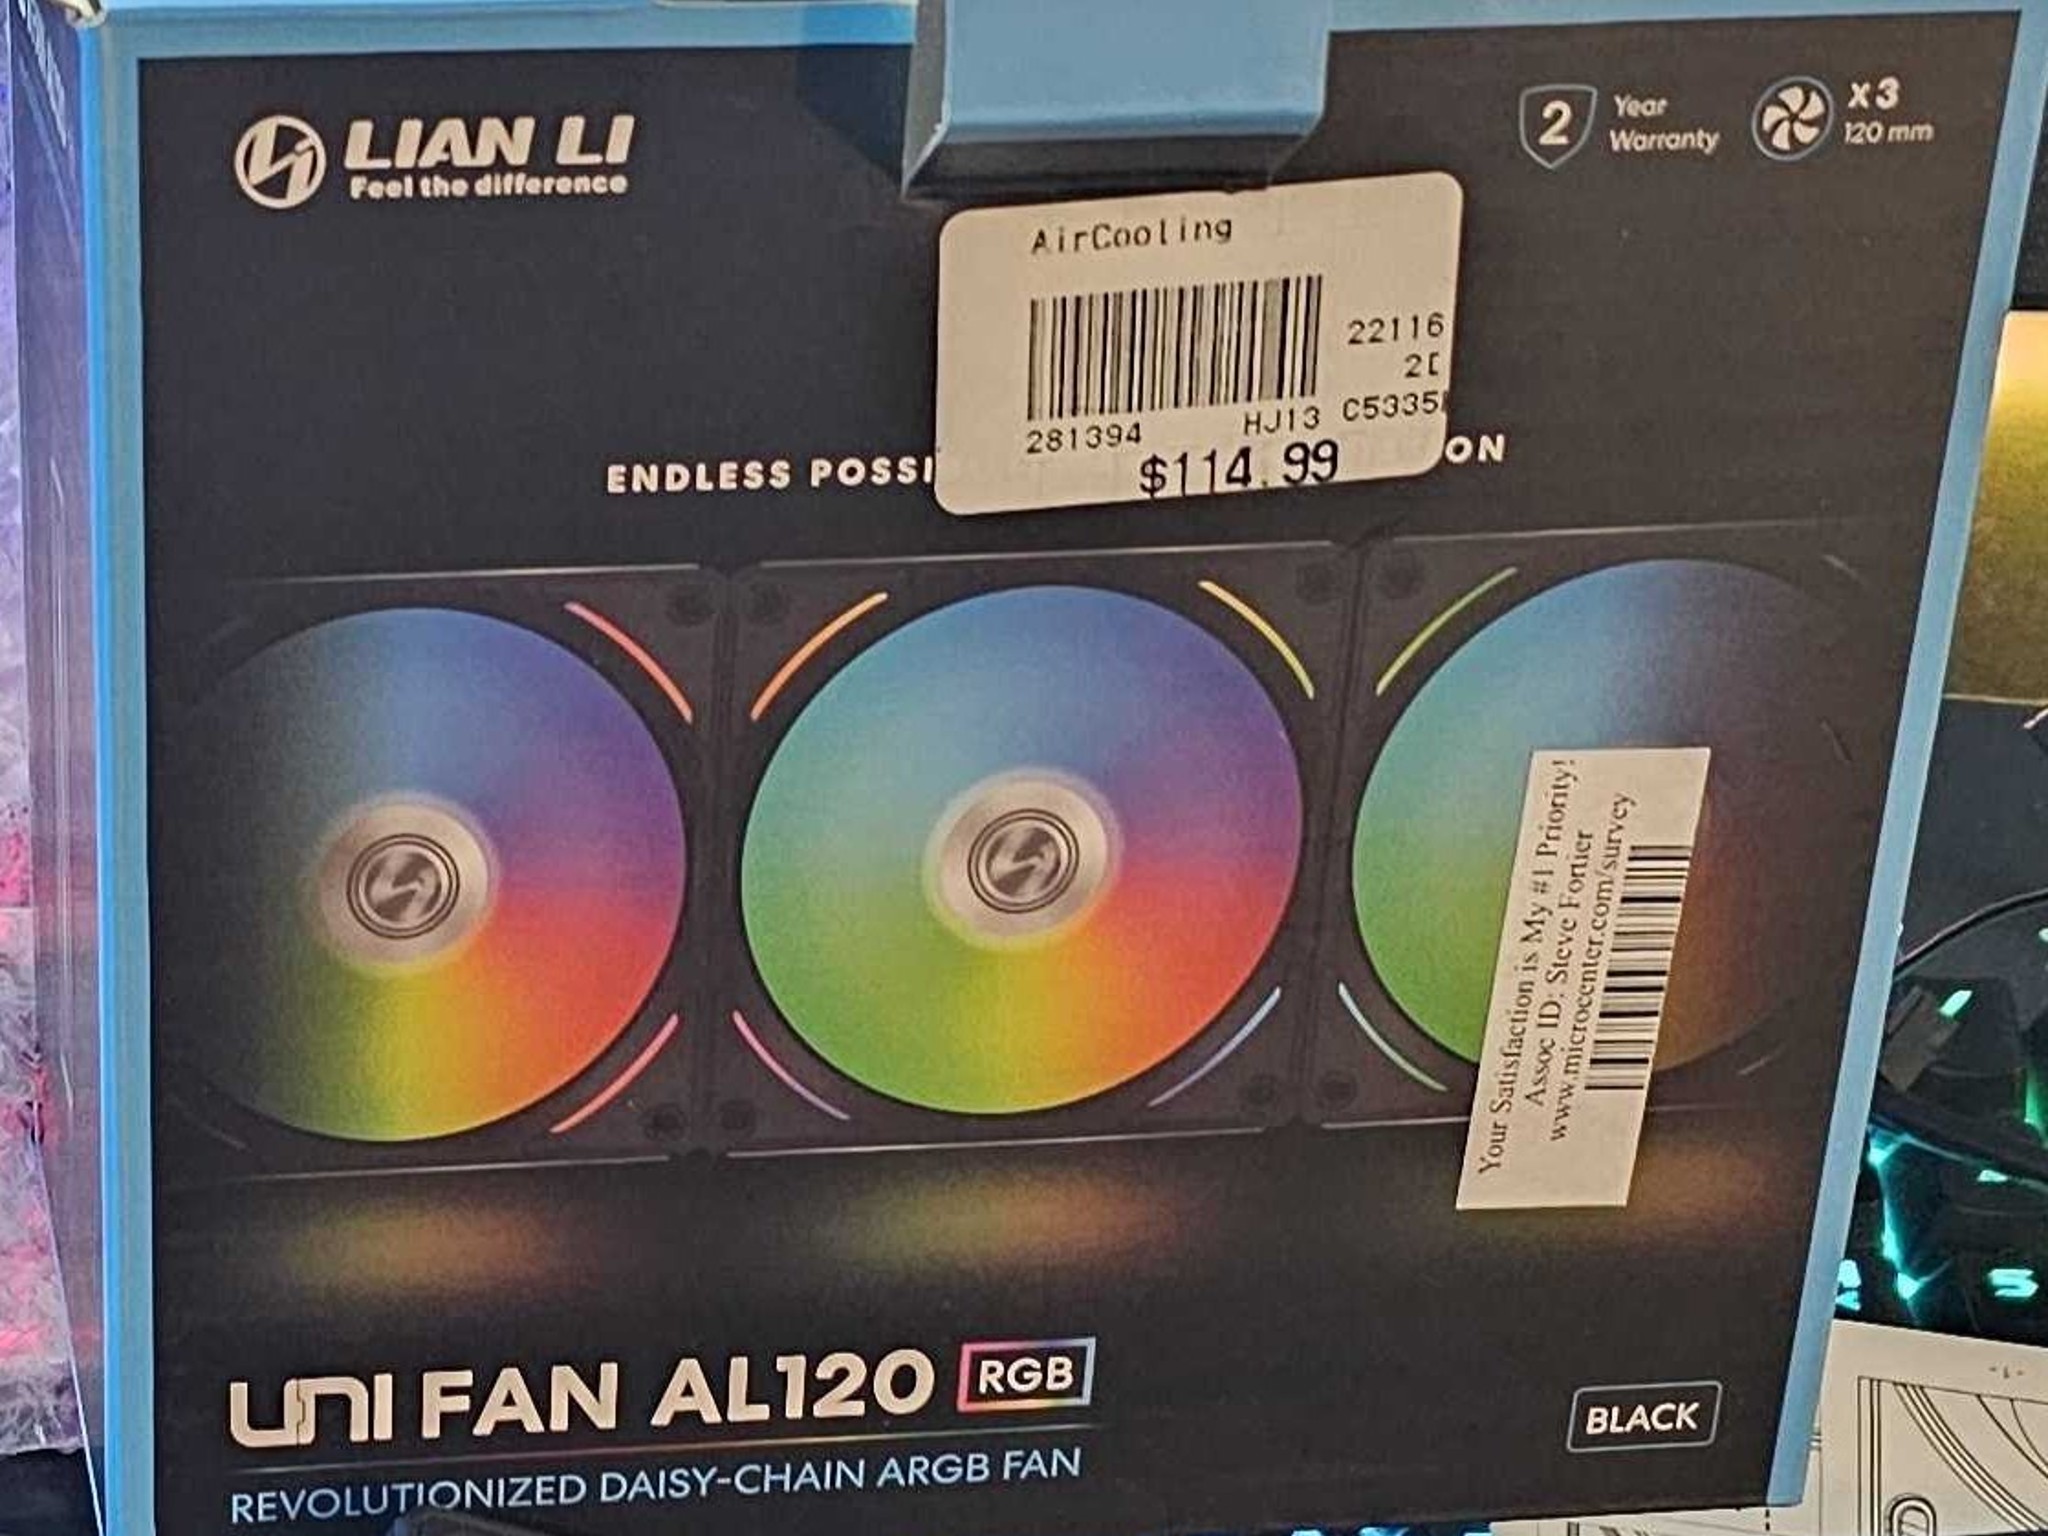 LIAN LI
Feel the difference
2 Year
Warranty
X3
120 mm
AirCooling
22116
281394 HJ13 C5335
$114.99
ENDLESS POSSI ON
Your Satisfaction is My #1 Priority!
Assoc ID: Steve Fortier
www.microcenter.com/survey
UNI FAN AL120 RGB
REVOLUTIONIZED DAISY-CHAIN ARGB FAN
BLACK